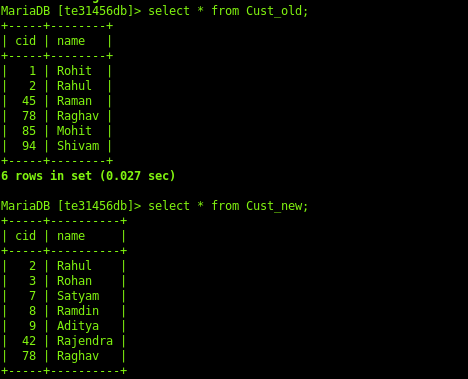 MariaDB [te31456db]> select * from Cust_old;
+-----+--------+
| cid | name   |
+-----+--------+
|   1 | Rohit  |
|   2 | Rahul  |
|  45 | Raman  |
|  78 | Raghav |
|  85 | Mohit  |
|  94 | Shivam |
+-----+--------+
6 rows in set (0.027 sec)
MariaDB [te31456db]> select * from Cust_new;
+-----+----------+
| cid | name     |
+-----+----------+
|   2 | Rahul    |
|   3 | Rohan    |
|   7 | Satyam   |
|   8 | Ramdin   |
|   9 | Aditya   |
|  42 | Rajendra |
|  78 | Raghav   |
+-----+----------+